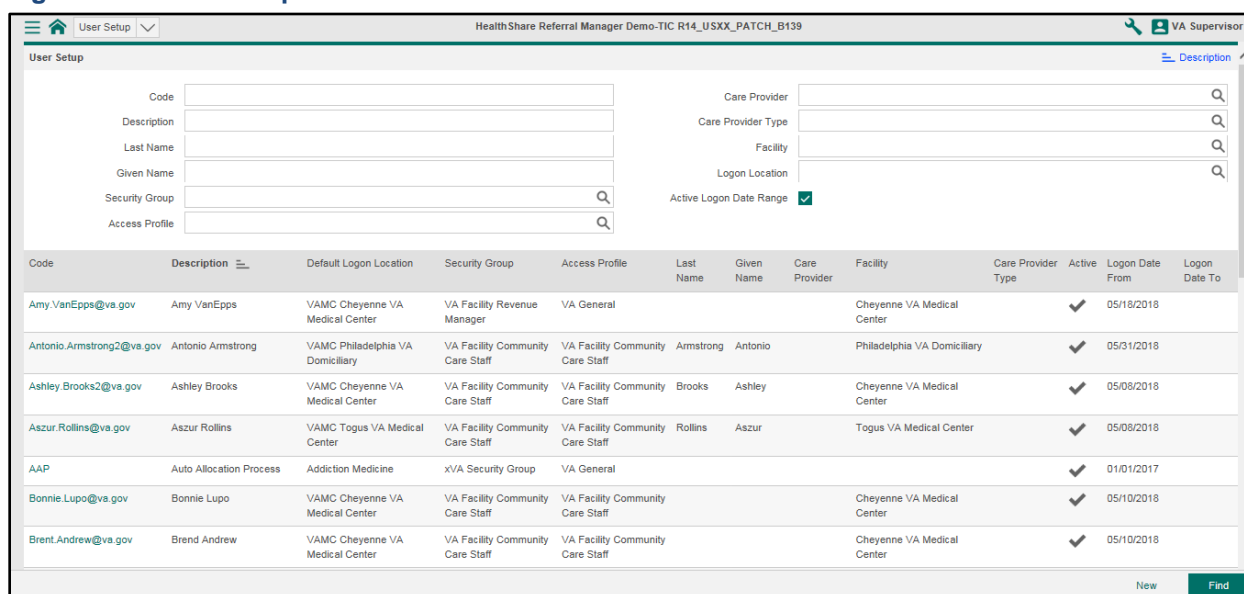 User Setup
HealthShare Referral Manager Demo-TIC R14_USXX_PATCH_B139
VA Supervisor
User Setup
Description
Code
Care Provider
Description
Care Provider Type
Last Name
Facility
Given Name
Logon Location
Security Group
Active Logon Date Range
Access Profile
Code Description Default Logon Location Security Group Access Profile Last Given Care Facility Care Provider Active Logon Date Logon
Name Name Provider Type From Date To
Amy.VanEpps@va.gov Amy VanEpps VAMC Cheyenne VA VA Facility Revenue VA General Cheyenne VA Medical 05/18/2018
Medical Center Manager Center
Antonio.Armstrong2@va.gov Antonio Armstrong VAMC Philadelphia VA VA Facility Community VA Facility Community Armstrong Antonio Philadelphia VA Domiciliary 05/31/2018
Domiciliary Care Staff Care Staff
Ashley.Brooks2@va.gov Ashley Brooks VAMC Cheyenne VA VA Facility Community VA Facility Community Brooks Ashley Cheyenne VA Medical 05/08/2018
Medical Center Care Staff Care Staff Center
Aszur.Rollins@va.gov Aszur Rollins VAMC Togus VA Medical VA Facility Community VA Facility Community Rollins Aszur Togus VA Medical Center 05/08/2018
Center Care Staff Care Staff
AAP Auto Allocation Process Addiction Medicine xVA Security Group VA General 01/01/2017
Bonnie.Lupo@va.gov Bonnie Lupo VAMC Cheyenne VA VA Facility Community VA Facility Community Cheyenne VA Medical 05/10/2018
Medical Center Care Staff Care Staff Center
Brent.Andrew@va.gov Brend Andrew VAMC Cheyenne VA VA Facility Community VA Facility Community Cheyenne VA Medical 05/10/2018
Medical Center Care Staff Care Staff Center
New Find